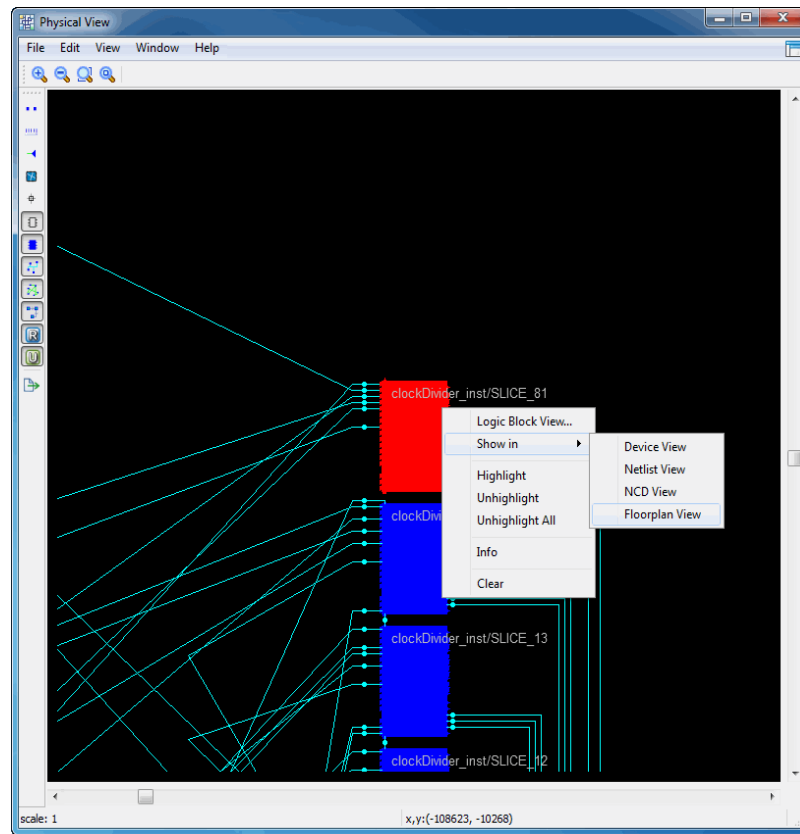 Physical View
File Edit View Window Help
clockDivider_inst/SLICE_81
Logic Block View...
Show in
Device View
Netlist View
Highlight
NCD View
Unhighlight
Floorplan View
clockDivi
Unhighlight All
Info
Clear
clockDivider_inst/SLICE_13
clockDivider_inst/SLICE_12
scale: 1 x,y:(-108623, -10268)